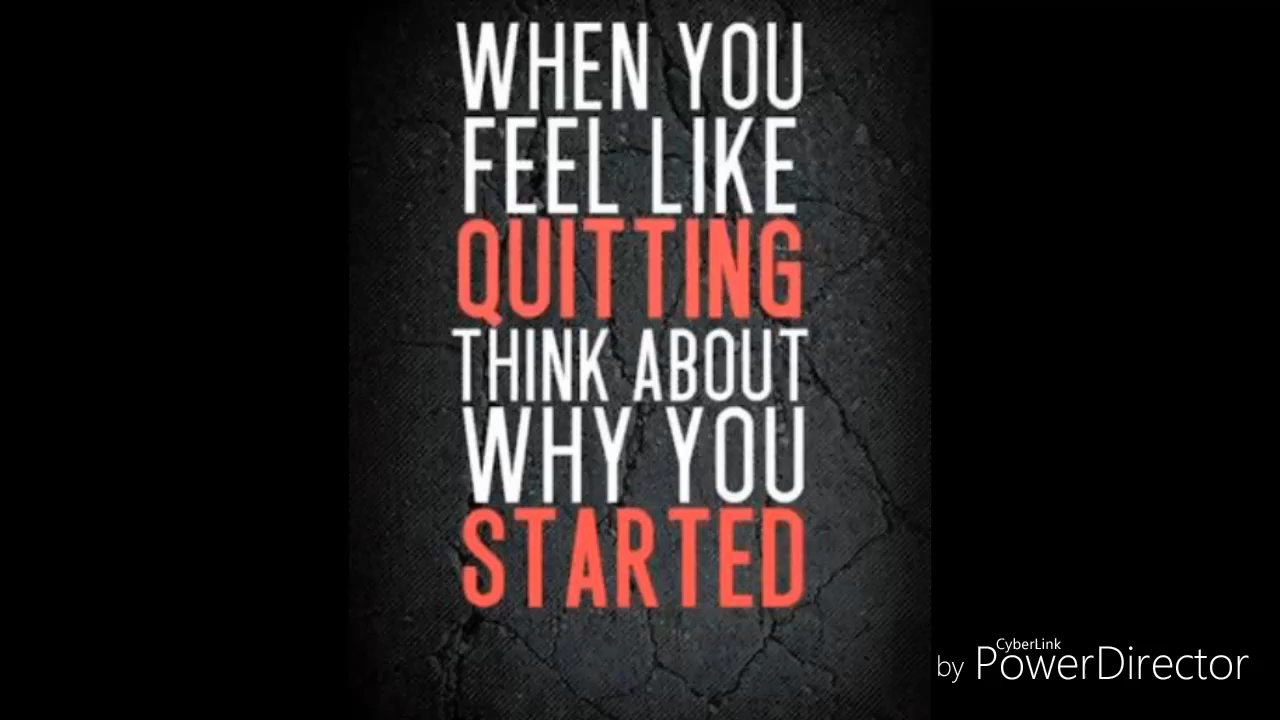 WHEN YOU
FEEL LIKE
QUITTING
THINK ABOUT
WHY YOU
STARTED
CyberLink
by PowerDirector